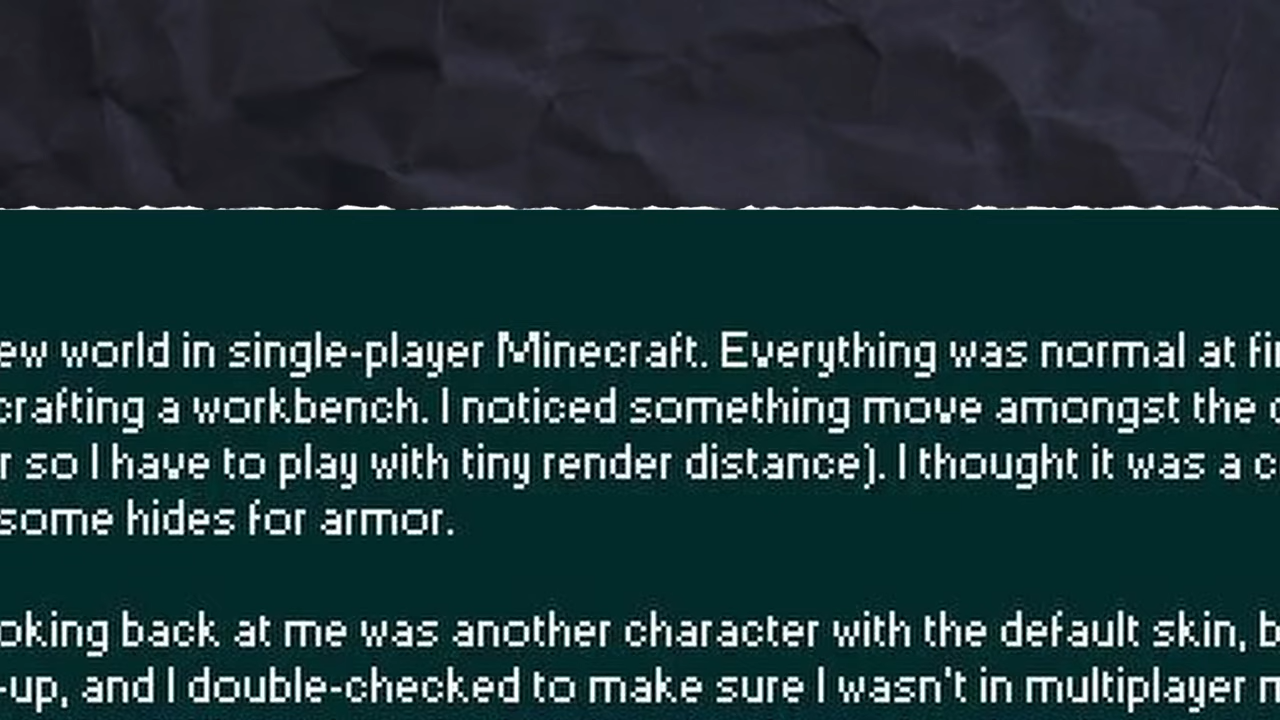 ew world in single-player Minecraft. Everything was normal at fi
crafting a workbench. I noticed something move amongst the
r so I have to play with tiny render distance). I thought it was a c
some hides for armor.
oking back at me was another character with the default skin, b
-up, and I double-checked to make sure I wasn't in multiplayer m